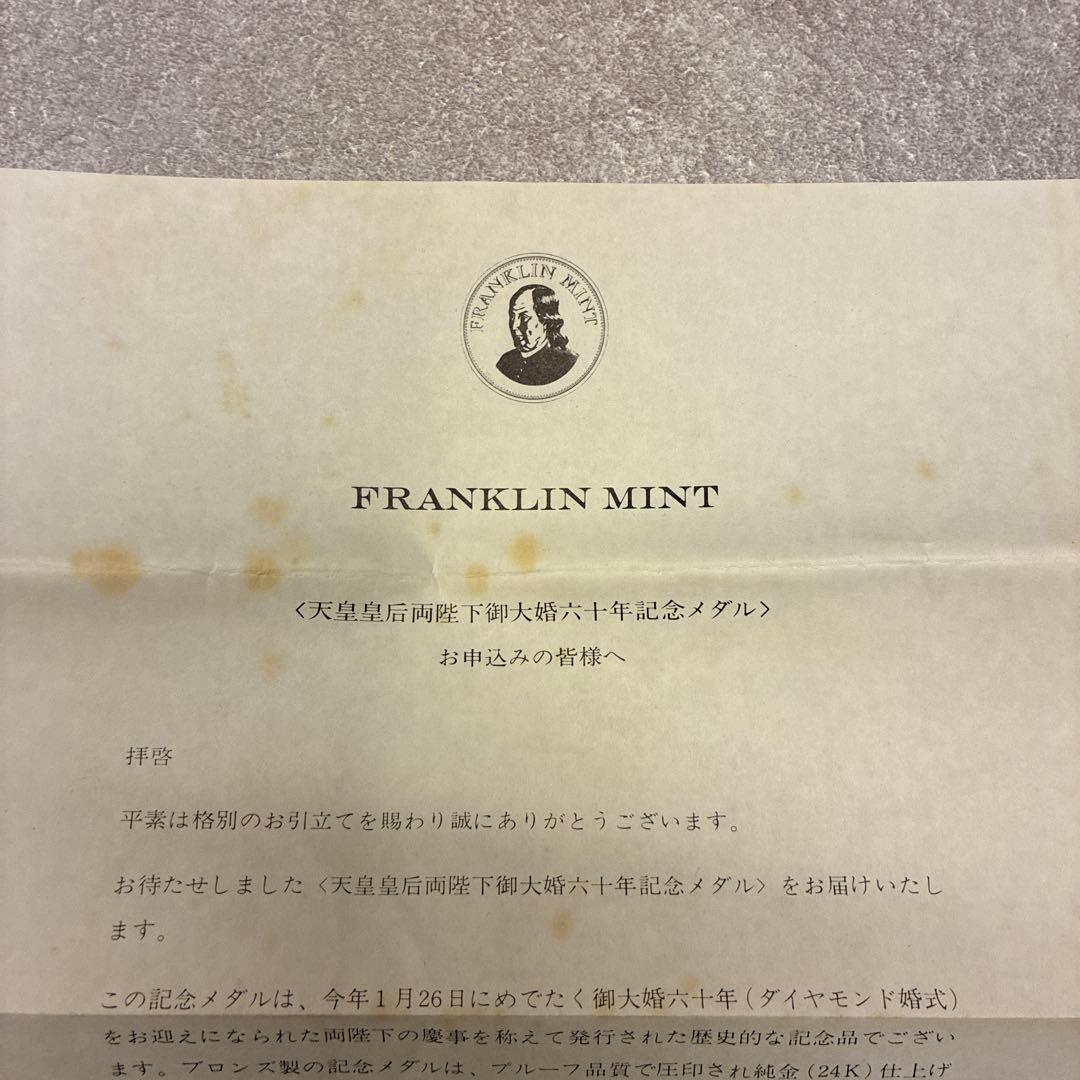 FRANKLIN MINT
FRANKLIN MINT
〈天皇皇后両陛下御大婚六十年記念メダル〉
お申込みの皆様へ
拝啓
平素は格別のお引立てを賜わり誠にありがとうございます。
お待たせしました〈天皇皇后両陛下御大婚六十年記念メダル〉をお届けいたし
ます。
この記念メダルは、今年1月26日にめでたく御大婚六十年(ダイヤモンド婚式)
をお迎えになられた両陛下の慶事を称えて発行された歴史的な記念品でござい
ます。ブロンズ製の記念メダルは、プルーフ品質で圧印され純金(24K)仕上げ